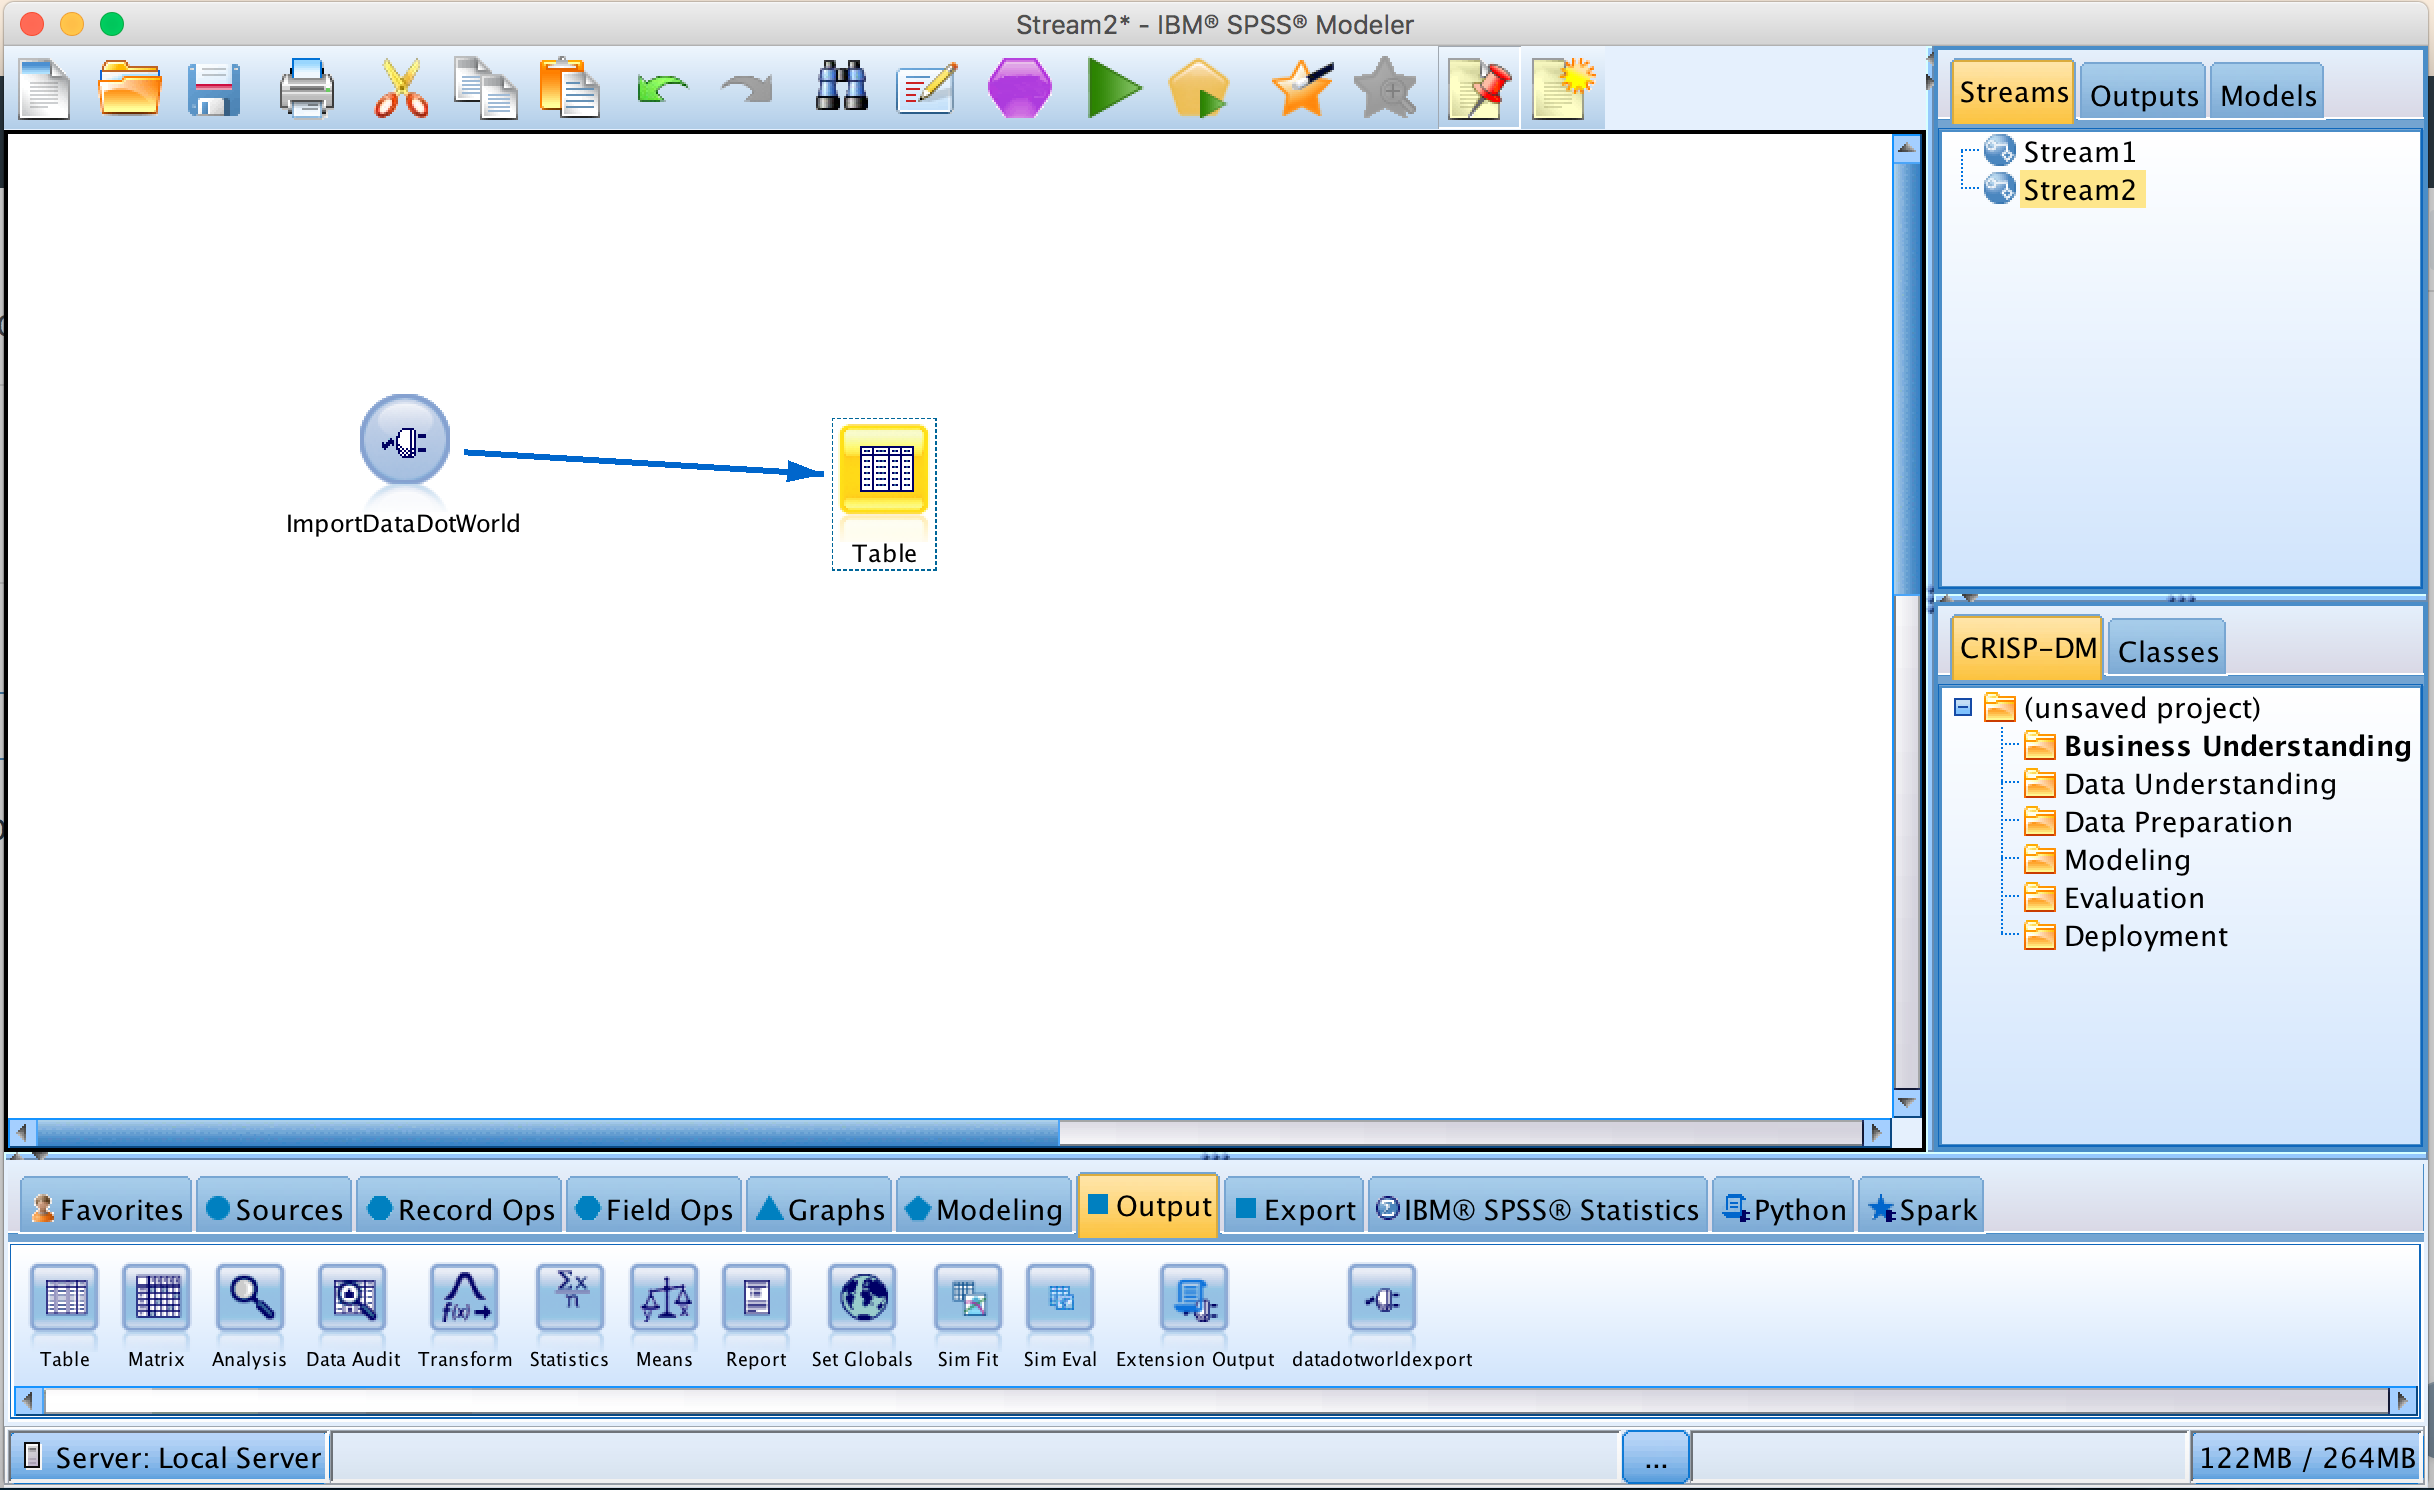 Stream2* - IBM® SPSS® Modeler
Streams Outputs Models
Stream1
Stream2
ImportDataDotWorld
Table
CRISP-DM Classes
(unsaved project)
Business Understanding
Data Understanding
Data Preparation
Modeling
Evaluation
Deployment
Favorites Sources Record Ops Field Ops Graphs Modeling Output Export IBM® SPSS® Statistics Python Spark
f(x)
Σx
n
y x
Table Matrix Analysis Data Audit Transform Statistics Means Report Set Globals Sim Fit Sim Eval Extension Output datadotworldexport
Server: Local Server ... 122MB / 264MB